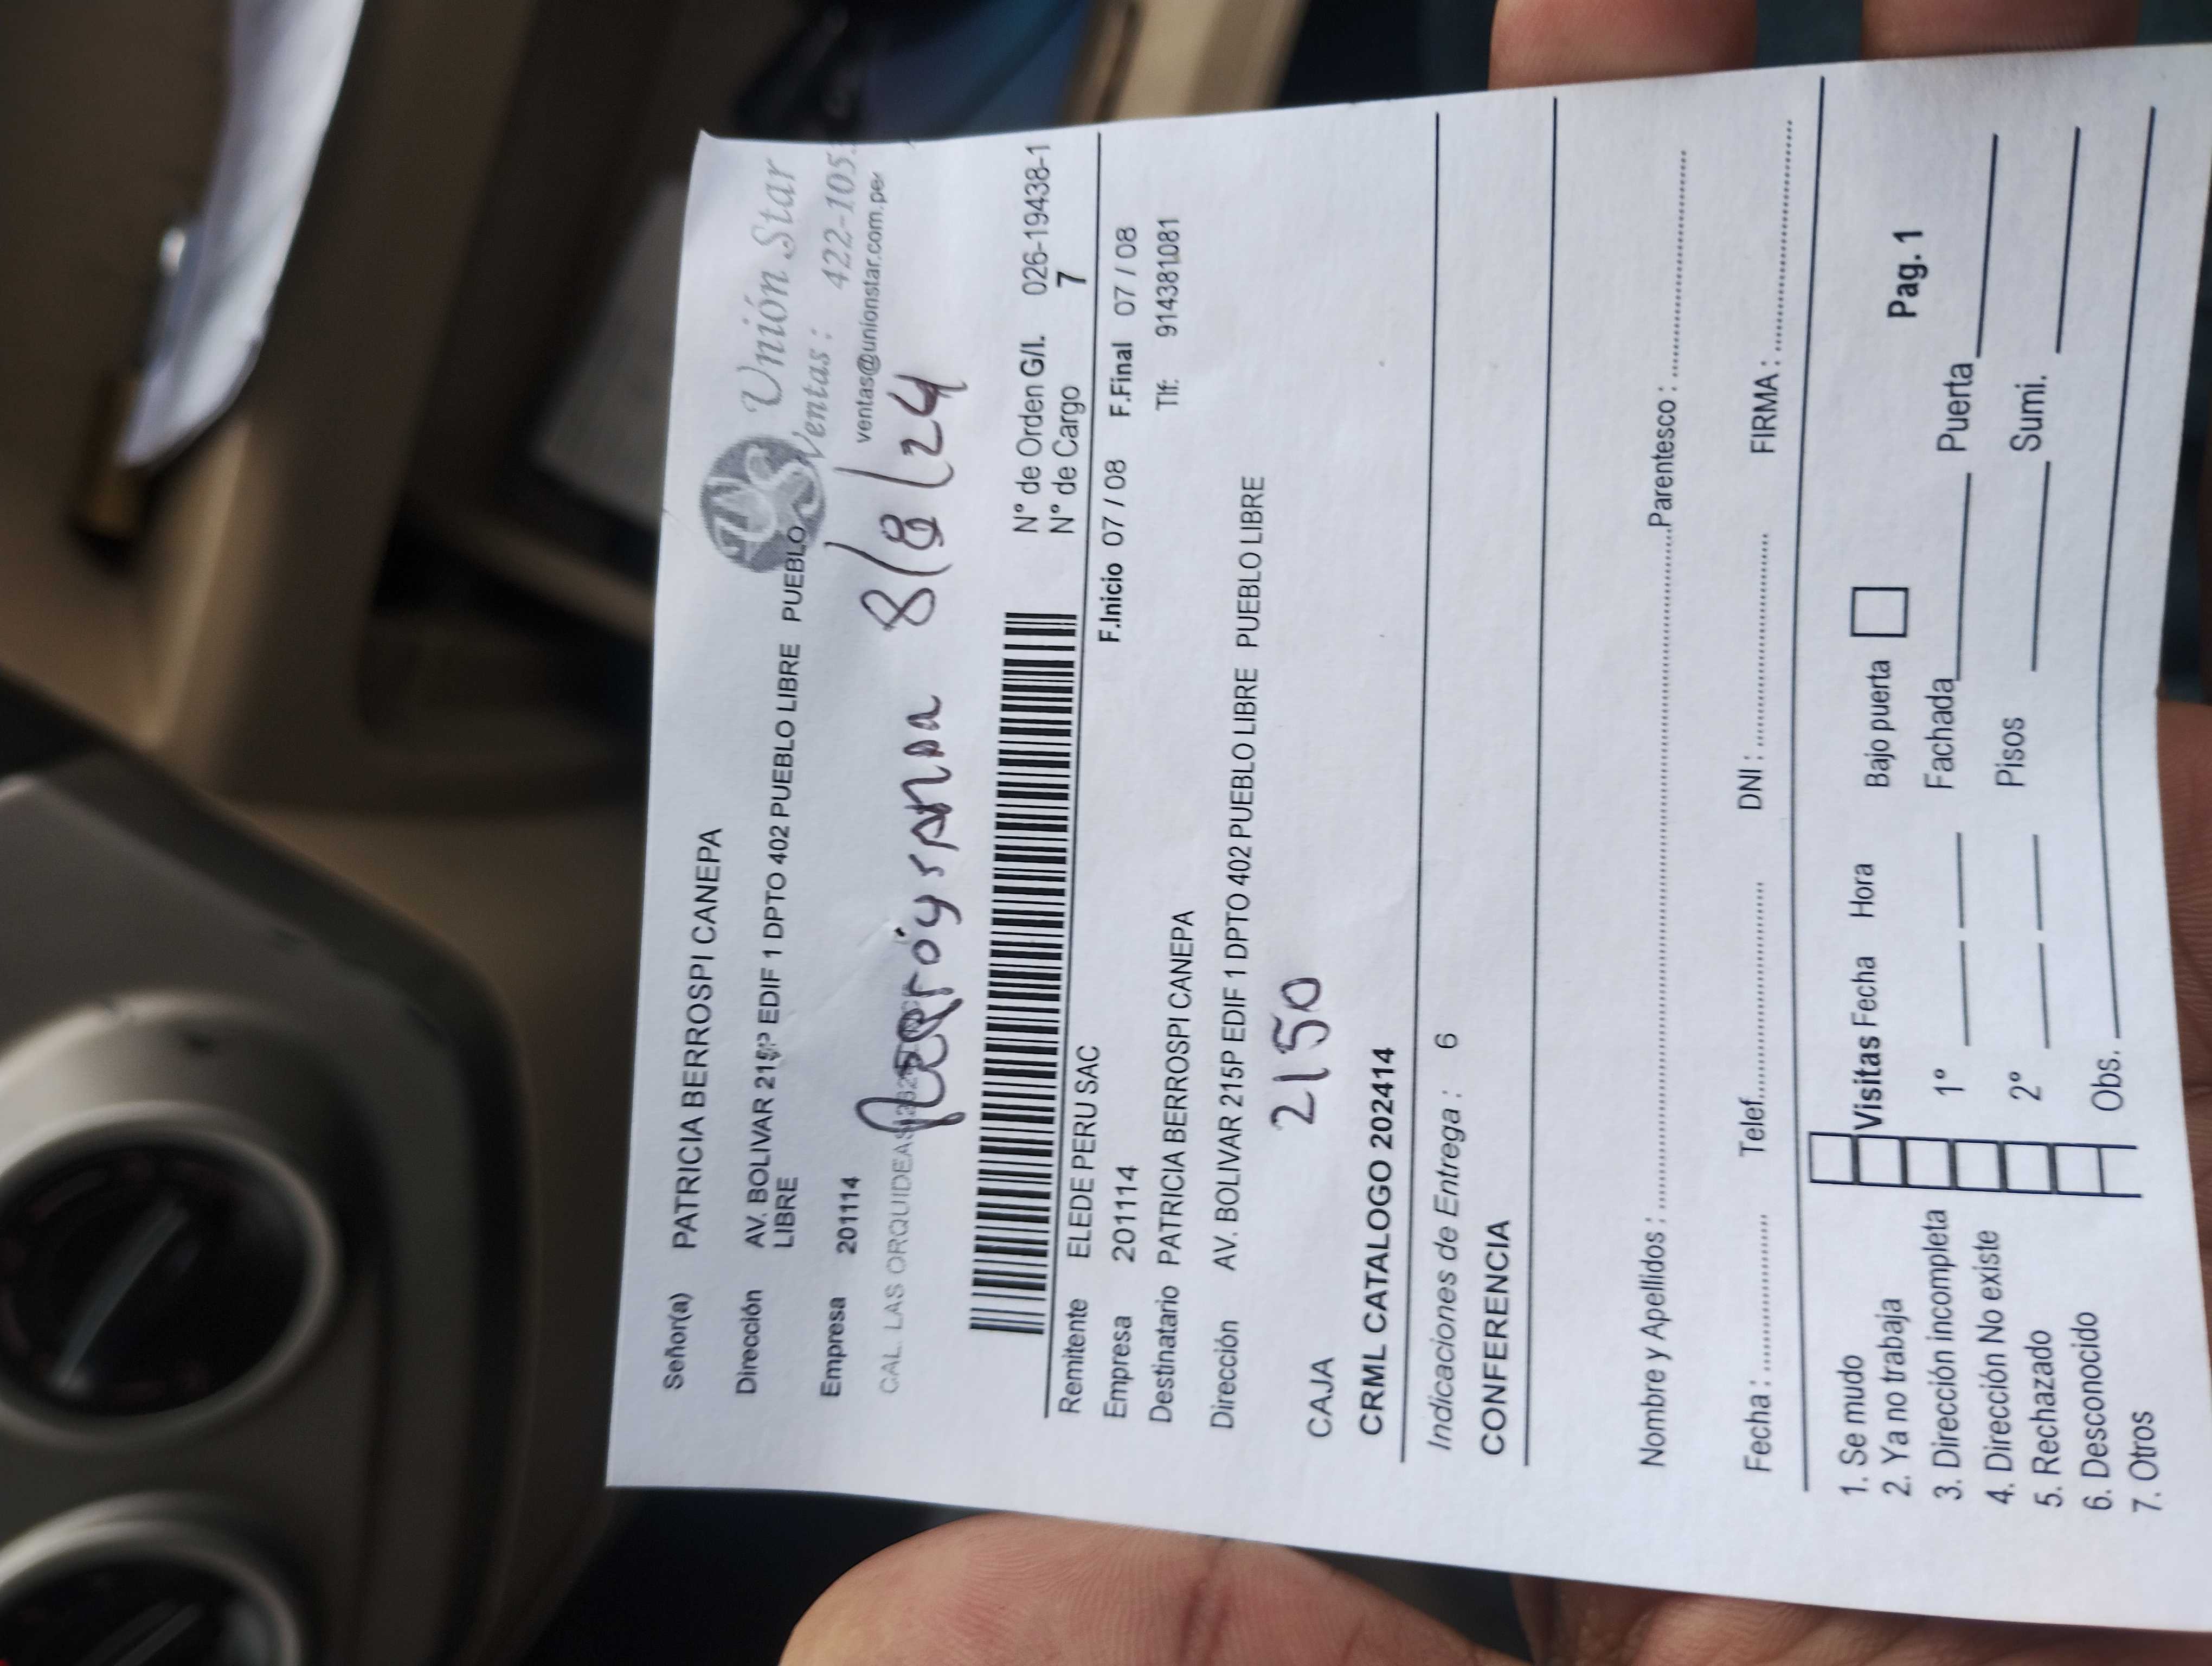 Unión Star
Ventas : 422-105
ventas@unionstar.com.pe
Señor(a) PATRICIA BERROSPI CANEPA
Dirección AV. BOLIVAR 215P EDIF 1 DPTO 402 PUEBLO LIBRE PUEBLO
LIBRE
Empresa 201114
8/8/24
CAL. LAS ORQUIDEAS
N° de Orden G/I. 026-19438-1
N° de Cargo 7
Remitente ELEDE PERU SAC
F.Inicio 07 / 08 F.Final 07 / 08
Empresa 201114
Tlf: 914381081
Destinatario PATRICIA BERROSPI CANEPA
Dirección AV. BOLIVAR 215P EDIF 1 DPTO 402 PUEBLO LIBRE PUEBLO LIBRE
2150
CAJA
CRML CATALOGO 202414
Indicaciones de Entrega : 6
CONFERENCIA
Nombre y Apellidos : Parentesco :
Fecha : Telef. DNI : FIRMA :
1. Se mudo Visitas Fecha Hora Bajo puerta Pag. 1
2. Ya no trabaja
3. Dirección incompleta 1° Fachada Puerta
4. Dirección No existe
5. Rechazado 2° Pisos Sumi.
6. Desconocido
7. Otros Obs.